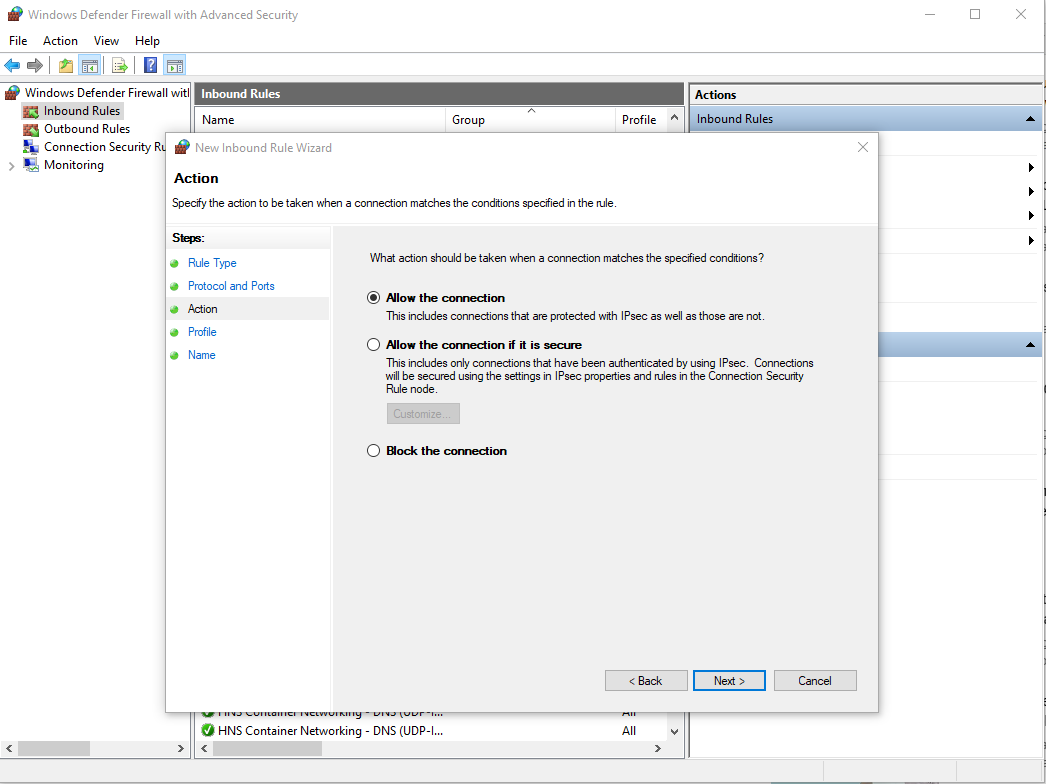 Windows Defender Firewall with Advanced Security
File Action View Help
Windows Defender Firewall wit
Inbound Rules
Outbound Rules
Connection Security Ru
Monitoring
Inbound Rules
Name Group Profile
Actions
Inbound Rules
New Inbound Rule Wizard
Action
Specify the action to be taken when a connection matches the conditions specified in the rule.
Steps:
Rule Type
Protocol and Ports
Action
Profile
Name
What action should be taken when a connection matches the specified conditions?
Allow the connection
This includes connections that are protected with IPsec as well as those are not.
Allow the connection if it is secure
This includes only connections that have been authenticated by using IPsec. Connections
will be secured using the settings in IPsec properties and rules in the Connection Security
Rule node.
Customize...
Block the connection
< Back Next > Cancel
HNS Container Networking - DNS (UDP-I... All
HNS Container Networking - DNS (UDP-I... All